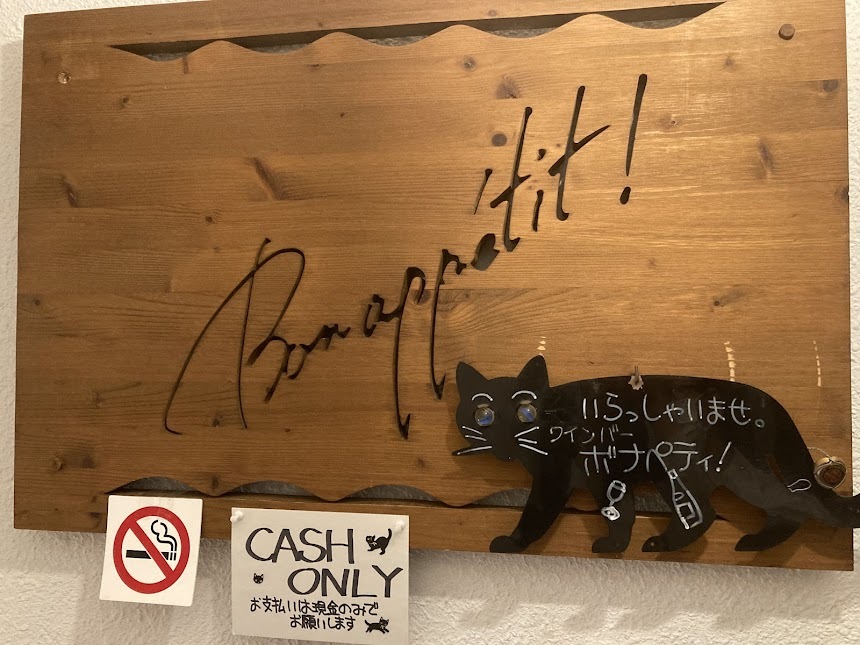 Bon appétit!
いらっしゃいませ。
ワインバー
ボナペティ!
CASH
ONLY
お支払いは現金のみで
お願いします